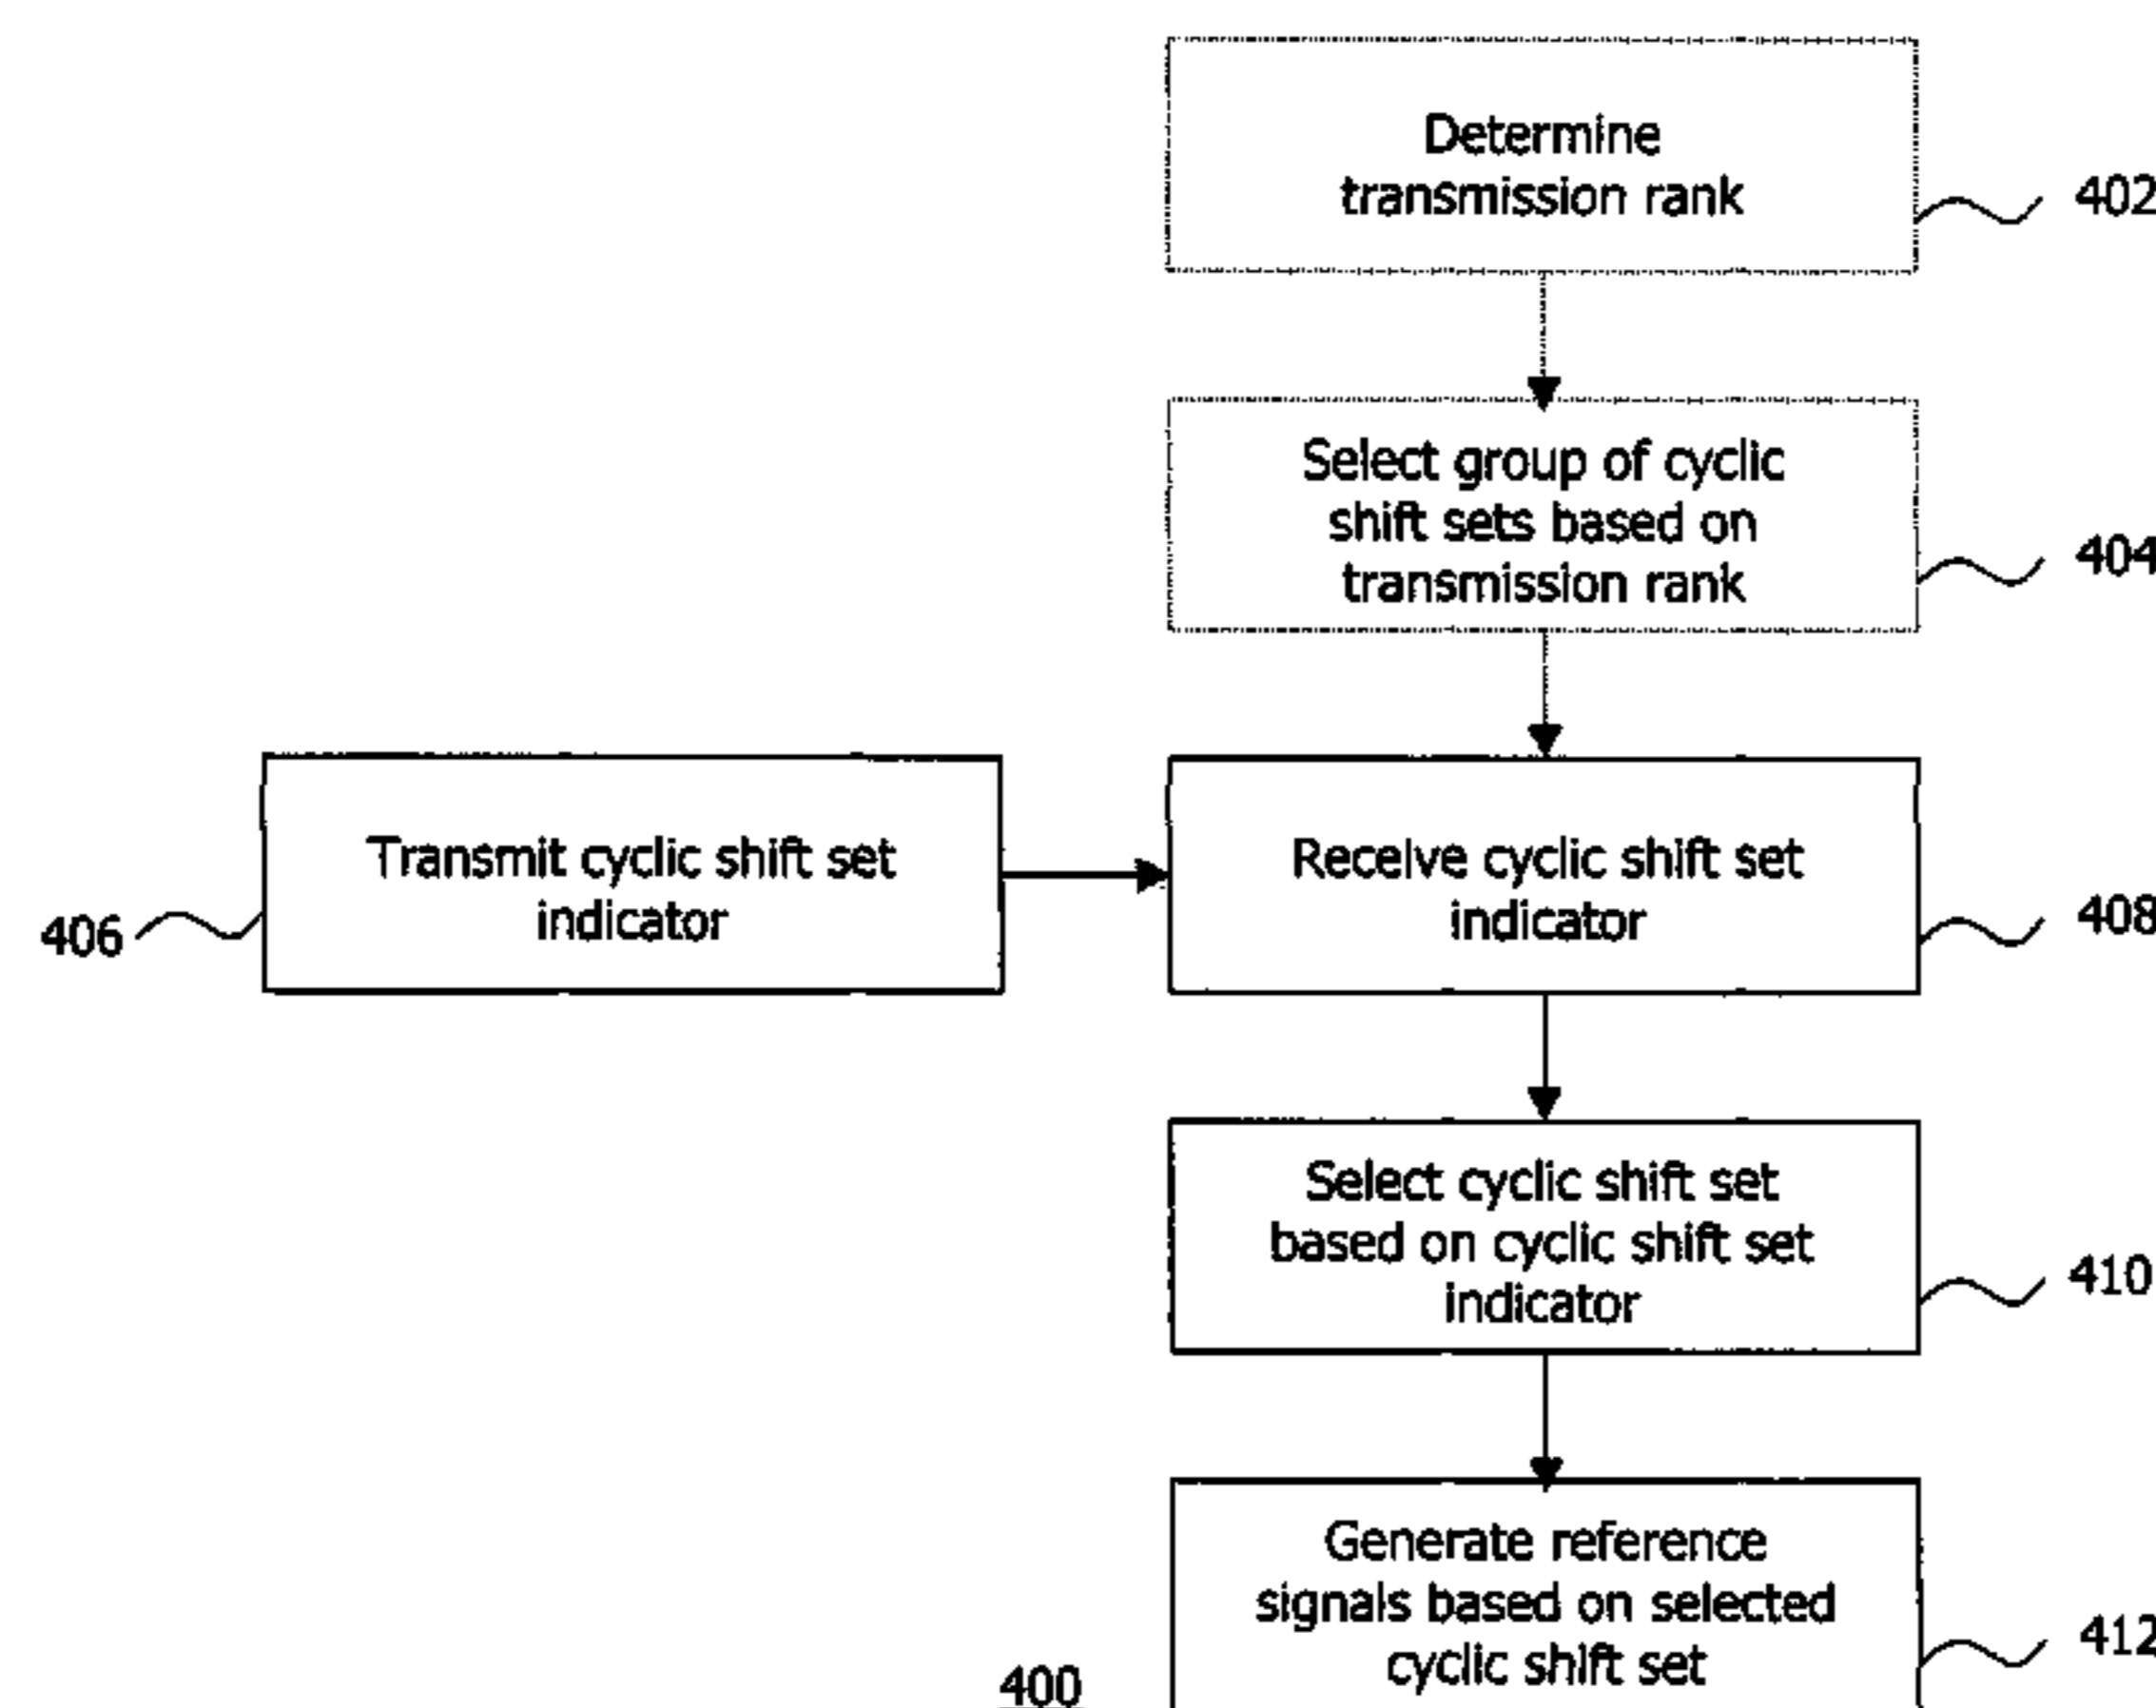 Determine
transmission rank
402
Select group of cyclic
shift sets based on
transmission rank
404
Transmit cyclic shift set
indicator
406
Receive cyclic shift set
indicator
408
Select cyclic shift set
based on cyclic shift set
indicator
410
Generate reference
signals based on selected
cyclic shift set
412
400